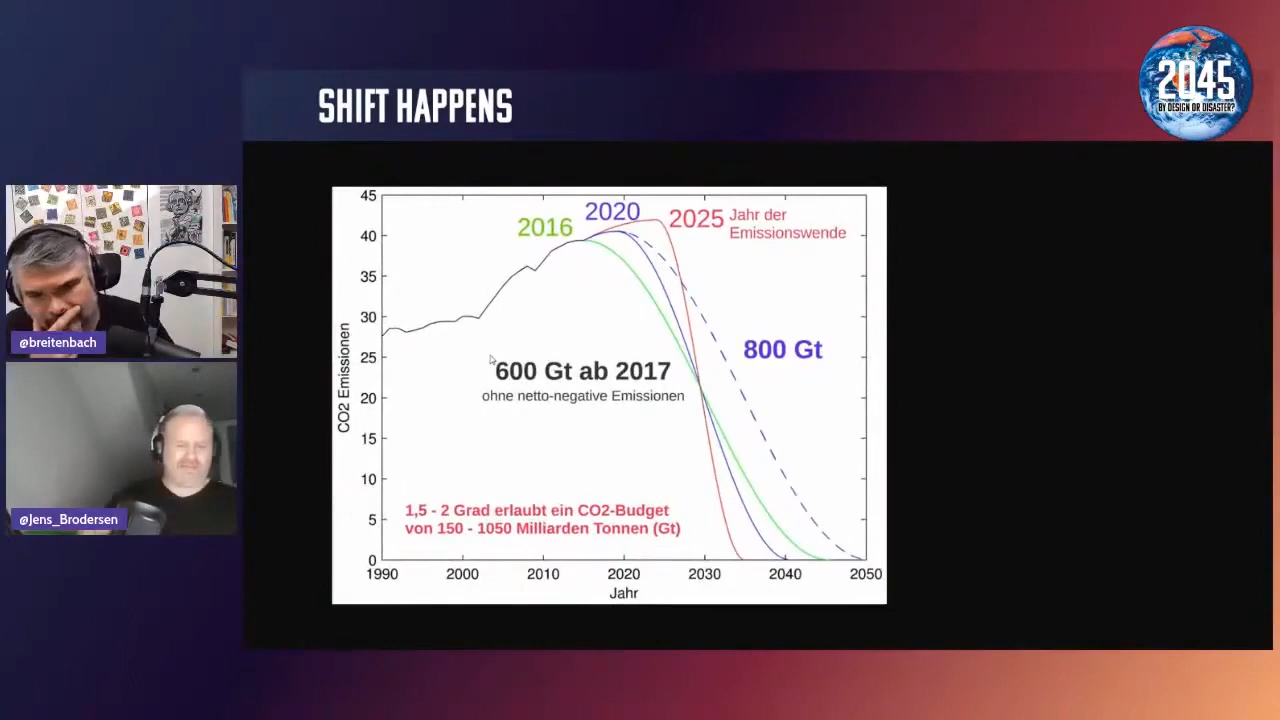 SHIFT HAPPENS
2045
BY DESIGN OR DISASTER?
@breitenbach
@Jens_Brodersen
45
40
35
30
25
20
15
10
5
0
CO2 Emissionen
1990
2000
2010
2020
2030
2040
2050
Jahr
2016
2020
2025
Jahr der
Emissionswende
800 Gt
600 Gt ab 2017
ohne netto-negative Emissionen
1,5 - 2 Grad erlaubt ein CO2-Budget
von 150 - 1050 Milliarden Tonnen (Gt)